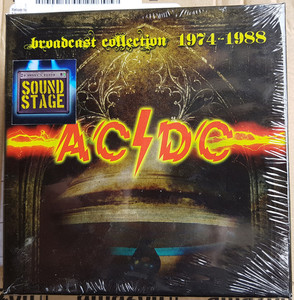 broadcast collection 1974-1988
SOUND
STAGE
AC/DC